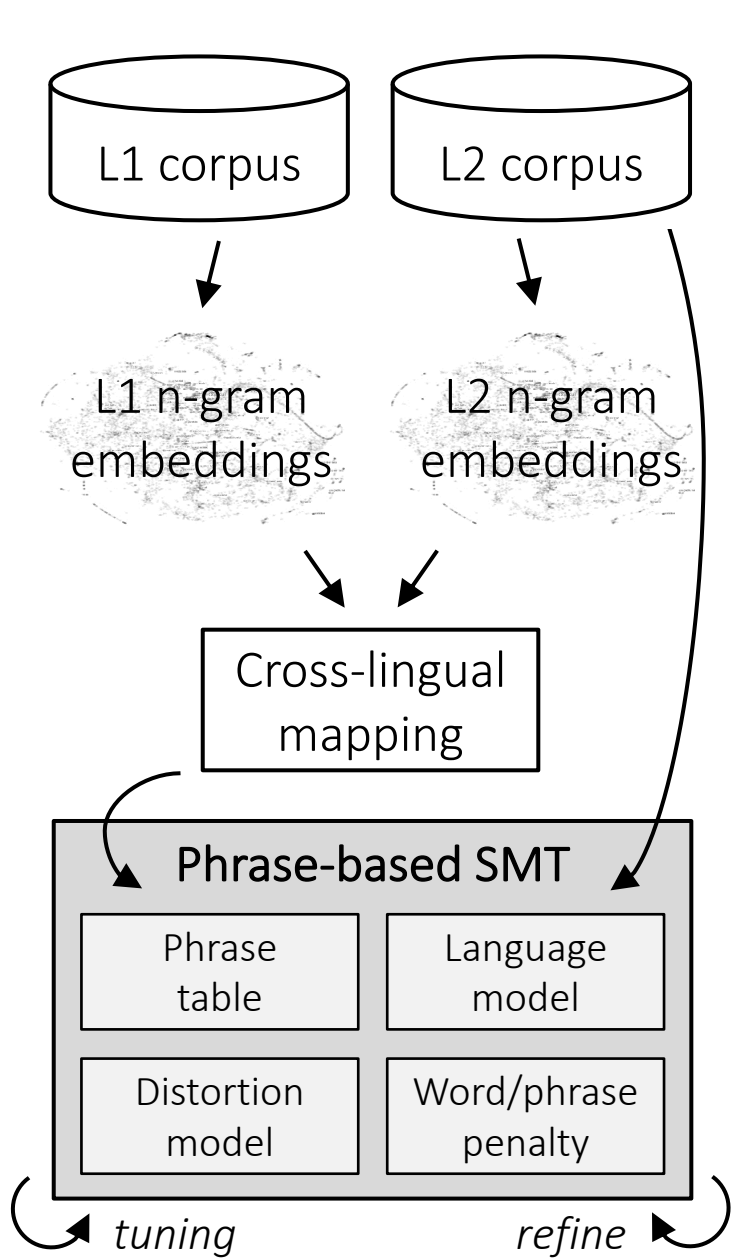 L1 corpus
L2 corpus
L1 n-gram
embeddings
L2 n-gram
embeddings
Cross-lingual
mapping
Phrase-based SMT
Phrase
table
Language
model
Distortion
model
Word/phrase
penalty
tuning
refine